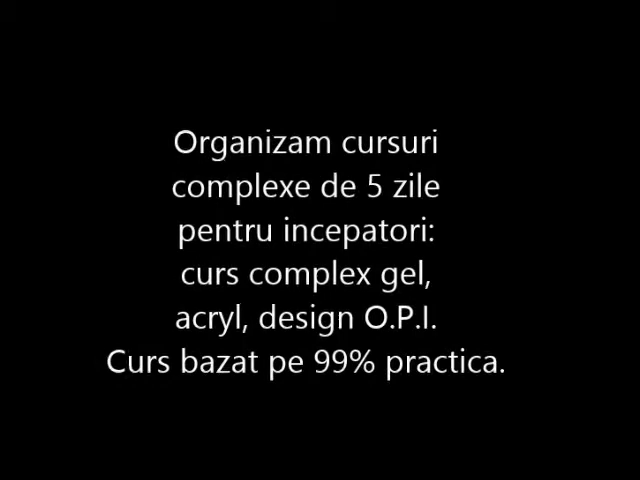 Organizam cursuri
complexe de 5 zile
pentru incepatori:
curs complex gel,
acryl, design O.P.I.
Curs bazat pe 99% practica.